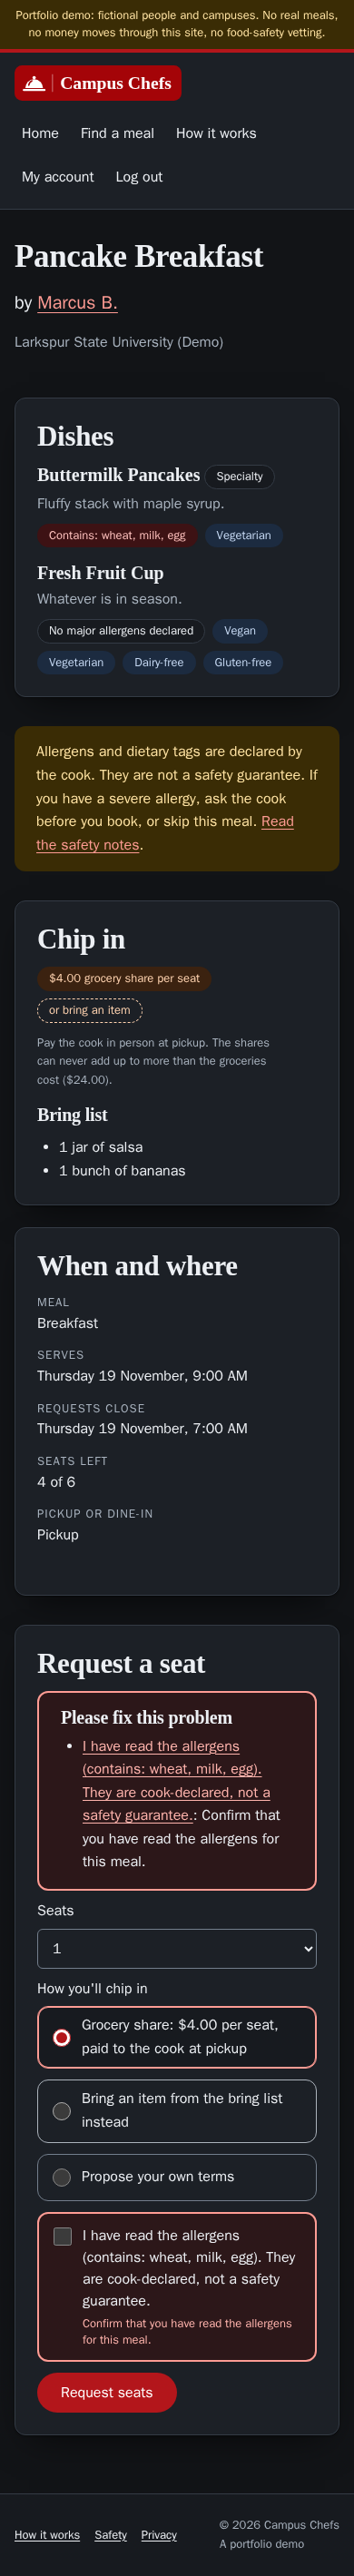 Portfolio demo: fictional people and campuses. No real meals,
no money moves through this site, no food-safety vetting.
Campus Chefs
Home Find a meal How it works
My account Log out
Pancake Breakfast
by Marcus B.
Larkspur State University (Demo)
Dishes
Buttermilk Pancakes Specialty
Fluffy stack with maple syrup.
Contains: wheat, milk, egg Vegetarian
Fresh Fruit Cup
Whatever is in season.
No major allergens declared Vegan
Vegetarian Dairy-free Gluten-free
Allergens and dietary tags are declared by
the cook. They are not a safety guarantee. If
you have a severe allergy, ask the cook
before you book, or skip this meal. Read
the safety notes.
Chip in
$4.00 grocery share per seat
or bring an item
Pay the cook in person at pickup. The shares
can never add up to more than the groceries
cost ($24.00).
Bring list
• 1 jar of salsa
• 1 bunch of bananas
When and where
MEAL
Breakfast
SERVES
Thursday 19 November, 9:00 AM
REQUESTS CLOSE
Thursday 19 November, 7:00 AM
SEATS LEFT
4 of 6
PICKUP OR DINE-IN
Pickup
Request a seat
Please fix this problem
• I have read the allergens
(contains: wheat, milk, egg).
They are cook-declared, not a
safety guarantee.: Confirm that
you have read the allergens for
this meal.
Seats
1
How you'll chip in
Grocery share: $4.00 per seat,
paid to the cook at pickup
Bring an item from the bring list
instead
Propose your own terms
I have read the allergens
(contains: wheat, milk, egg). They
are cook-declared, not a safety
guarantee.
Confirm that you have read the allergens
for this meal.
Request seats
How it works Safety Privacy
© 2026 Campus Chefs
A portfolio demo